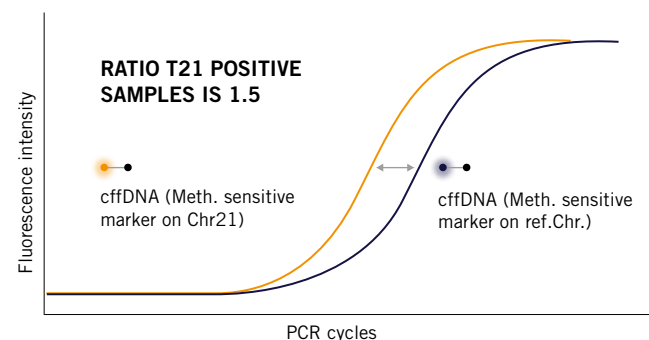 RATIO T21 POSITIVE
SAMPLES IS 1.5
cffDNA (Meth. sensitive
marker on Chr21)
cffDNA (Meth. sensitive
marker on ref.Chr.)
Fluorescence intensity
PCR cycles